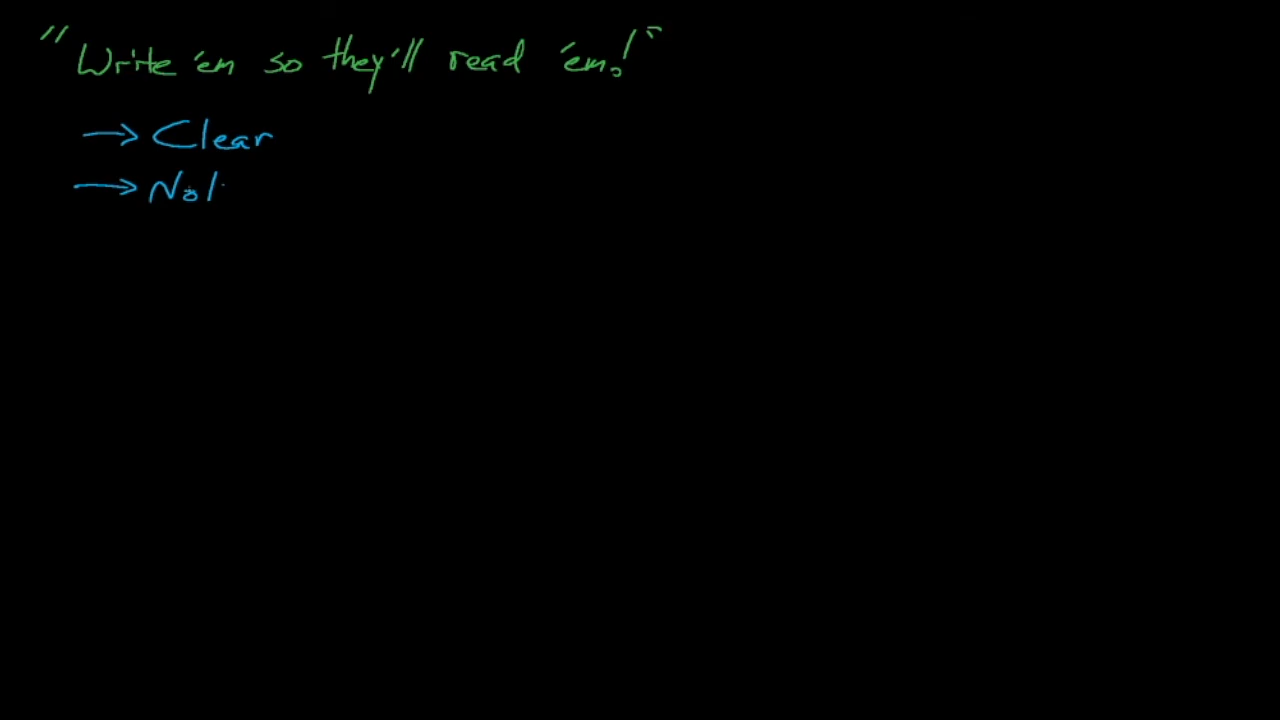 "Write 'em so they'll read 'em!"
→ Clear
→ No